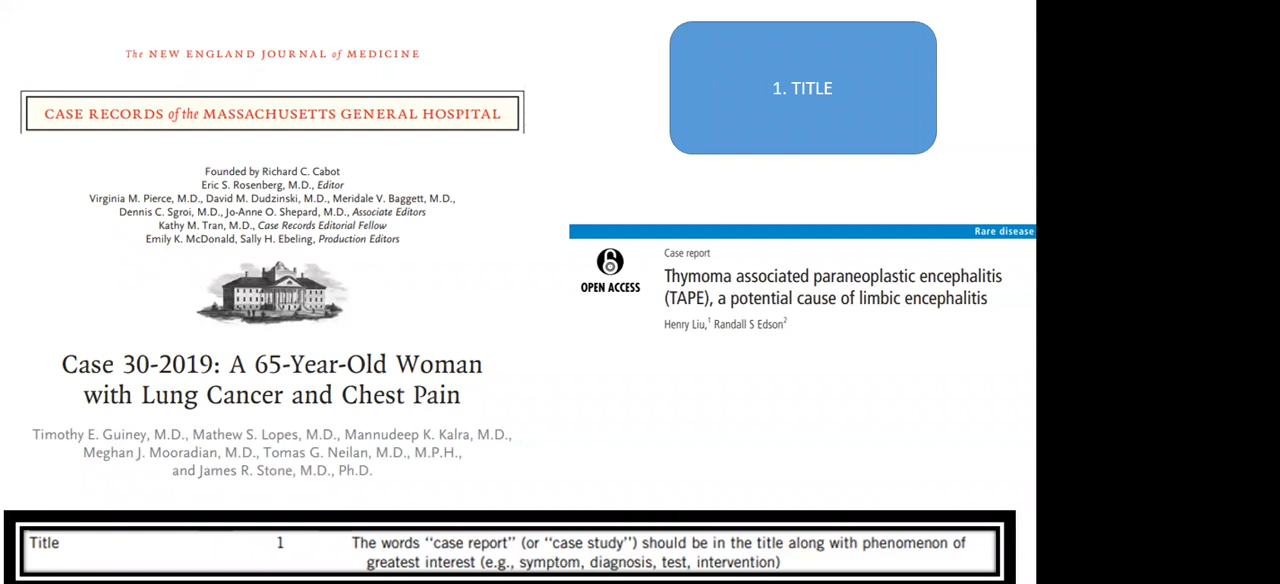 The NEW ENGLAND JOURNAL of MEDICINE
CASE RECORDS of the MASSACHUSETTS GENERAL HOSPITAL
Founded by Richard C. Cabot
Eric S. Rosenberg, M.D., Editor
Virginia M. Pierce, M.D., David M. Dudzinski, M.D., Meridale V. Baggett, M.D.,
Dennis C. Sgroi, M.D., Jo-Anne O. Shepard, M.D., Associate Editors
Kathy M. Tran, M.D., Case Records Editorial Fellow
Emily K. McDonald, Sally H. Ebeling, Production Editors
Case 30-2019: A 65-Year-Old Woman
with Lung Cancer and Chest Pain
Timothy E. Guiney, M.D., Mathew S. Lopes, M.D., Mannudeep K. Kalra, M.D.,
Meghan J. Mooradian, M.D., Tomas G. Neilan, M.D., M.P.H.,
and James R. Stone, M.D., Ph.D.
1. TITLE
Rare disease
OPEN ACCESS
Case report
Thymoma associated paraneoplastic encephalitis
(TAPE), a potential cause of limbic encephalitis
Henry Liu,1 Randall S Edson2
Title 1 The words “case report” (or “case study”) should be in the title along with phenomenon of
greatest interest (e.g., symptom, diagnosis, test, intervention)